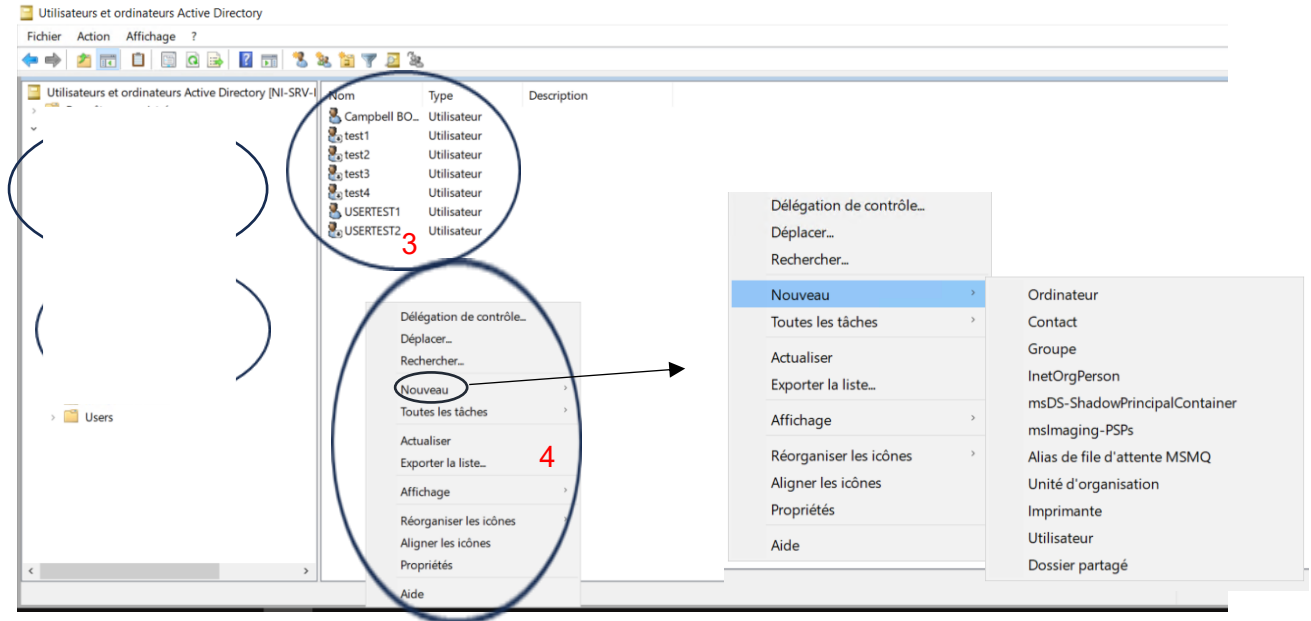 Utilisateurs et ordinateurs Active Directory
Fichier Action Affichage ?
Utilisateurs et ordinateurs Active Directory [NI-SRV-I
Nom Type Description
Campbell BO... Utilisateur
test1 Utilisateur
test2 Utilisateur
test3 Utilisateur
test4 Utilisateur
USERTEST1 Utilisateur
USERTEST2 Utilisateur
3
Users
Délégation de contrôle...
Déplacer...
Rechercher...
Nouveau
Toutes les tâches
Actualiser
Exporter la liste...
4
Affichage
Réorganiser les icônes
Aligner les icônes
Propriétés
Aide
Délégation de contrôle...
Déplacer...
Rechercher...
Nouveau
Toutes les tâches
Actualiser
Exporter la liste...
Affichage
Réorganiser les icônes
Aligner les icônes
Propriétés
Aide
Ordinateur
Contact
Groupe
InetOrgPerson
msDS-ShadowPrincipalContainer
msImaging-PSPs
Alias de file d'attente MSMQ
Unité d'organisation
Imprimante
Utilisateur
Dossier partagé